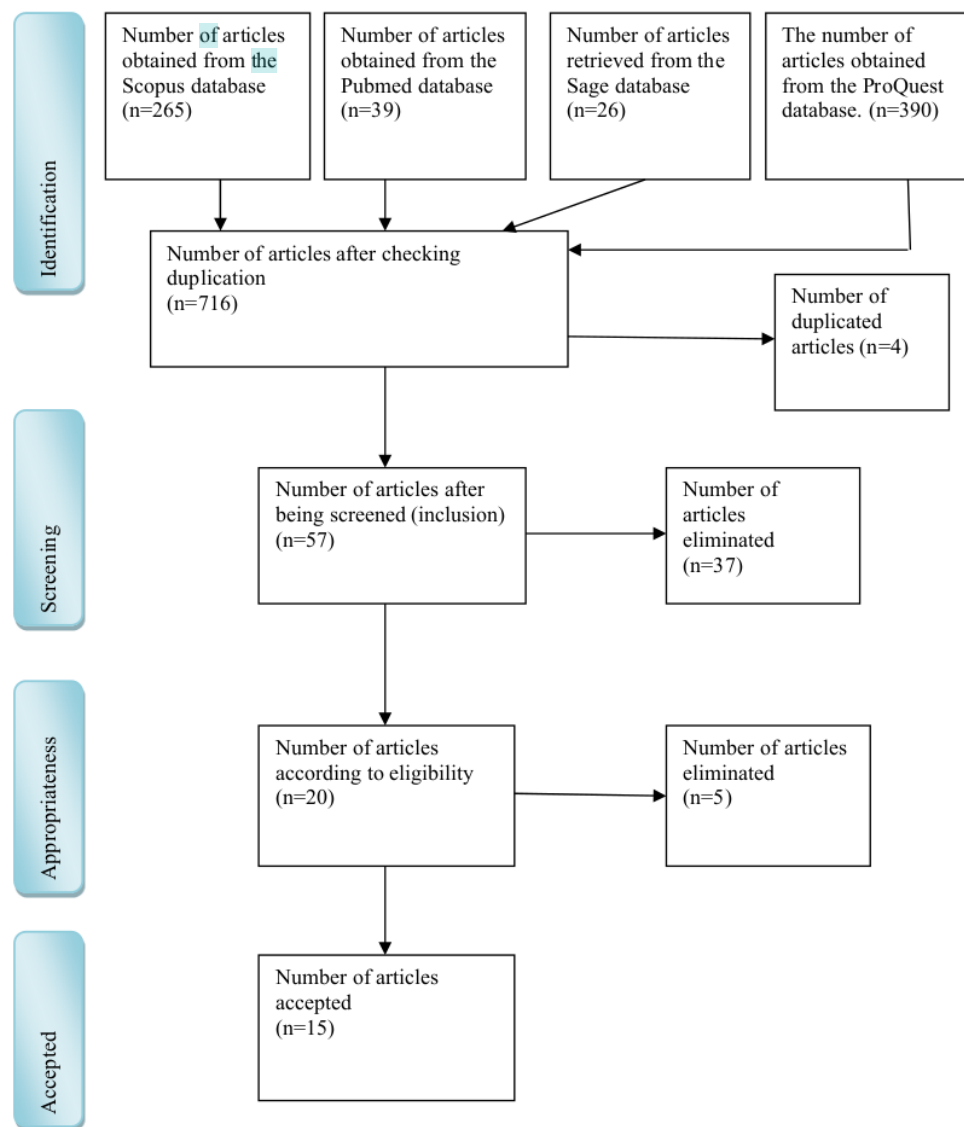 Identification
Number of articles
obtained from the
Scopus database
(n=265)
Number of articles
obtained from the
Pubmed database
(n=39)
Number of articles
retrieved from the
Sage database
(n=26)
The number of
articles obtained
from the ProQuest
database. (n=390)
Number of articles after checking
duplication
(n=716)
Number of
duplicated
articles (n=4)
Screening
Number of articles after
being screened (inclusion)
(n=57)
Number of
articles
eliminated
(n=37)
Appropriateness
Number of articles
according to eligibility
(n=20)
Number of articles
eliminated
(n=5)
Accepted
Number of articles
accepted
(n=15)